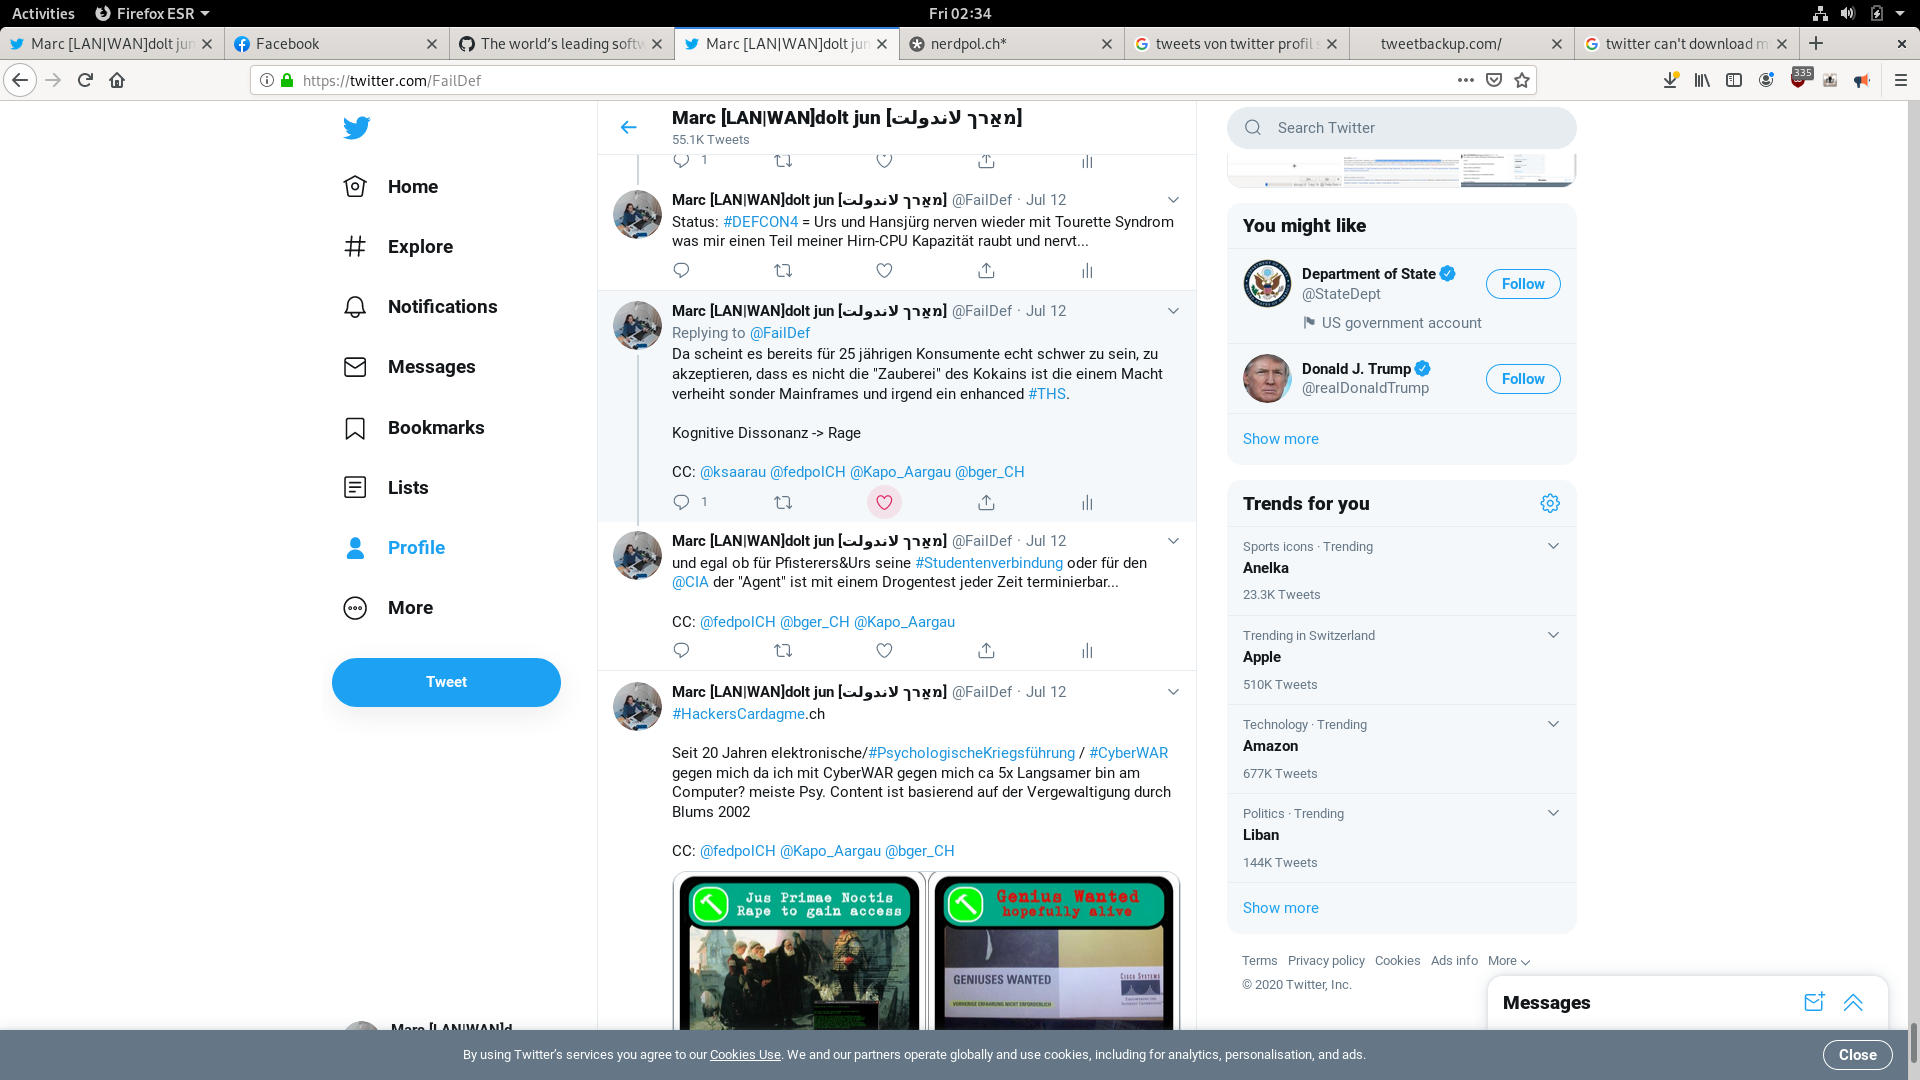 Activities
Firefox ESR
Fri 02:34
Marc [LAN|WAN]dolt jun
Facebook
The world's leading softw
Marc [LAN|WAN]dolt jun
nerdpol.ch*
tweets von twitter profil s
tweetbackup.com/
twitter can't download m
https://twitter.com/FailDef
335
Marc [LAN|WAN]dolt jun [מאַרך לאנדולת]
55.1K Tweets
Home
Explore
Notifications
Messages
Bookmarks
Lists
Profile
More
Tweet
Marc [LAN|WAN]d
1
Marc [LAN|WAN]dolt jun [מאַרך לאנדולת] @FailDef · Jul 12
Status: #DEFCON4 = Urs und Hansjürg nerven wieder mit Tourette Syndrom
was mir einen Teil meiner Hirn-CPU Kapazität raubt und nervt...
Marc [LAN|WAN]dolt jun [מאַרך לאנדולת] @FailDef · Jul 12
Replying to @FailDef
Da scheint es bereits für 25 jährigen Konsumente echt schwer zu sein, zu
akzeptieren, dass es nicht die "Zauberei" des Kokains ist die einem Macht
verheiht sonder Mainframes und irgend ein enhanced #THS.
Kognitive Dissonanz -> Rage
CC: @ksaarau @fedpolCH @Kapo_Aargau @bger_CH
1
Marc [LAN|WAN]dolt jun [מאַרך לאנדולת] @FailDef · Jul 12
und egal ob für Pfisterers&Urs seine #Studentenverbindung oder für den
@CIA der "Agent" ist mit einem Drogentest jeder Zeit terminierbar...
CC: @fedpolCH @bger_CH @Kapo_Aargau
Marc [LAN|WAN]dolt jun [מאַרך לאנדולת] @FailDef · Jul 12
#HackersCardagme.ch
Seit 20 Jahren elektronische/#PsychologischeKriegsführung / #CyberWAR
gegen mich da ich mit CyberWAR gegen mich ca 5x Langsamer bin am
Computer? meiste Psy. Content ist basierend auf der Vergewaltigung durch
Blums 2002
CC: @fedpolCH @Kapo_Aargau @bger_CH
Jus Primae Noctis
Rape to gain access
Genius Wanted
hopefully alive
GENIUSES WANTED
VORHERIGE ERFAHRUNG NICHT ERFORDERLICH
CISCO SYSTEMS
Search Twitter
You might like
Department of State
@StateDept
US government account
Follow
Donald J. Trump
@realDonaldTrump
Follow
Show more
Trends for you
Sports icons · Trending
Anelka
23.3K Tweets
Trending in Switzerland
Apple
510K Tweets
Technology · Trending
Amazon
677K Tweets
Politics · Trending
Liban
144K Tweets
Show more
Terms Privacy policy Cookies Ads info More
© 2020 Twitter, Inc.
Messages
By using Twitter's services you agree to our Cookies Use. We and our partners operate globally and use cookies, including for analytics, personalisation, and ads.
Close